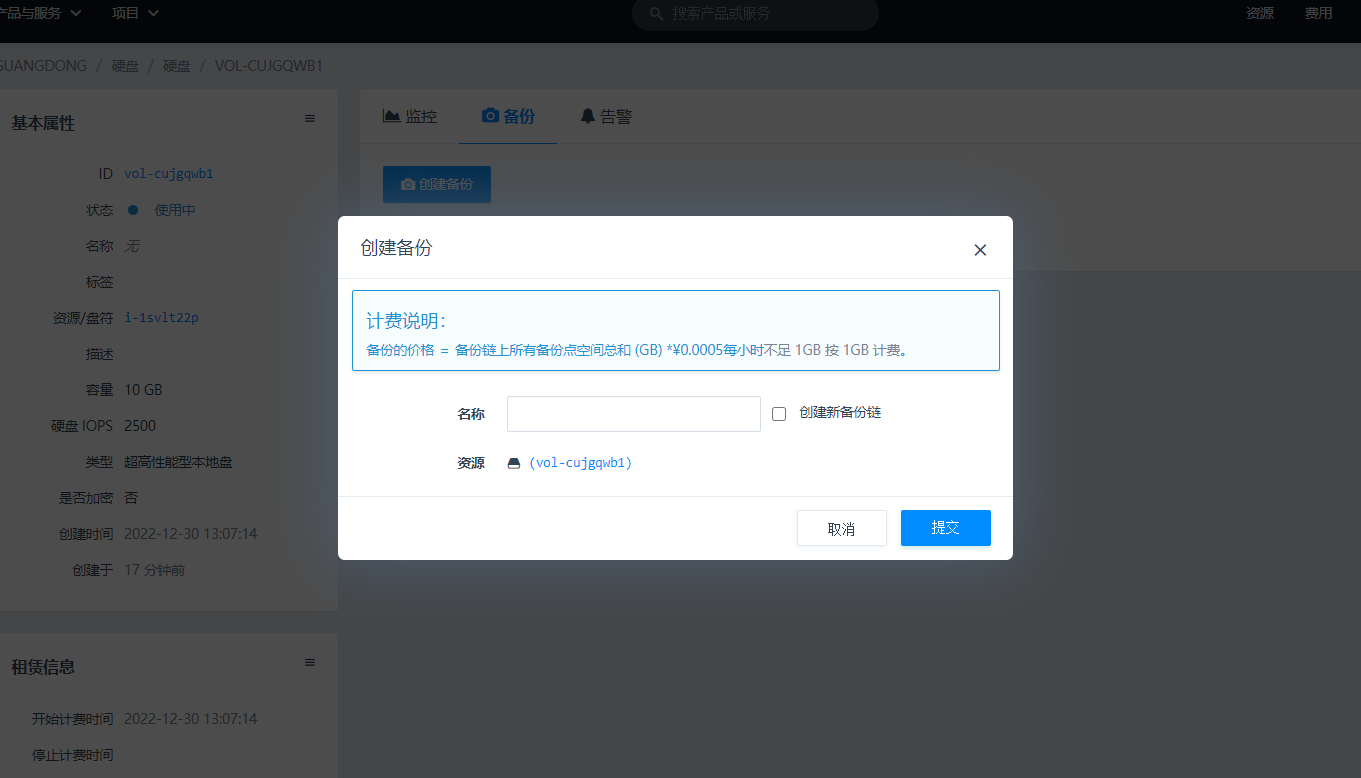 产品与服务 项目 搜索产品或服务 资源 费用
GUANGDONG / 硬盘 / 硬盘 / VOL-CUJGQWB1
基本属性
ID vol-cujgqwb1
状态 使用中
名称 无
标签
资源/盘符 i-1svlt22p
描述
容量 10 GB
硬盘 IOPS 2500
类型 超高性能型本地盘
是否加密 否
创建时间 2022-12-30 13:07:14
创建于 17 分钟前
租赁信息
开始计费时间 2022-12-30 13:07:14
停止计费时间
监控 备份 告警
创建备份
创建备份
计费说明：
备份的价格 = 备份链上所有备份点空间总和 (GB) *¥0.0005每小时不足 1GB 按 1GB 计费。
名称 创建新备份链
资源 (vol-cujgqwb1)
取消 提交